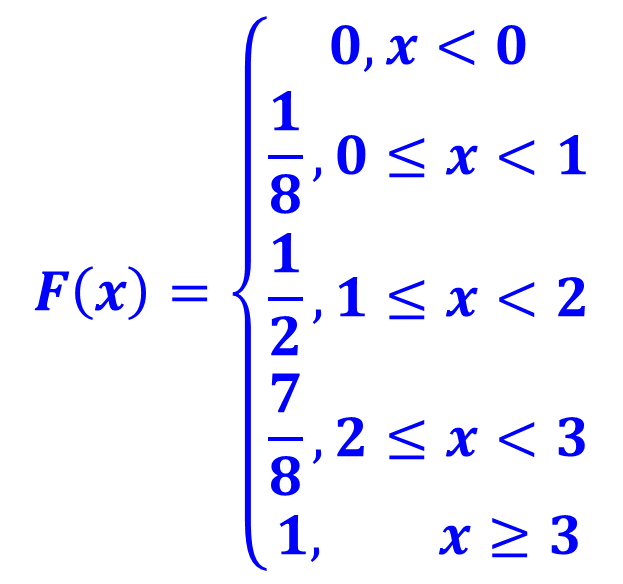 0, x < 0
1/8, 0 ≤ x < 1
F(x) = { 1/2, 1 ≤ x < 2
7/8, 2 ≤ x < 3
1, x ≥ 3